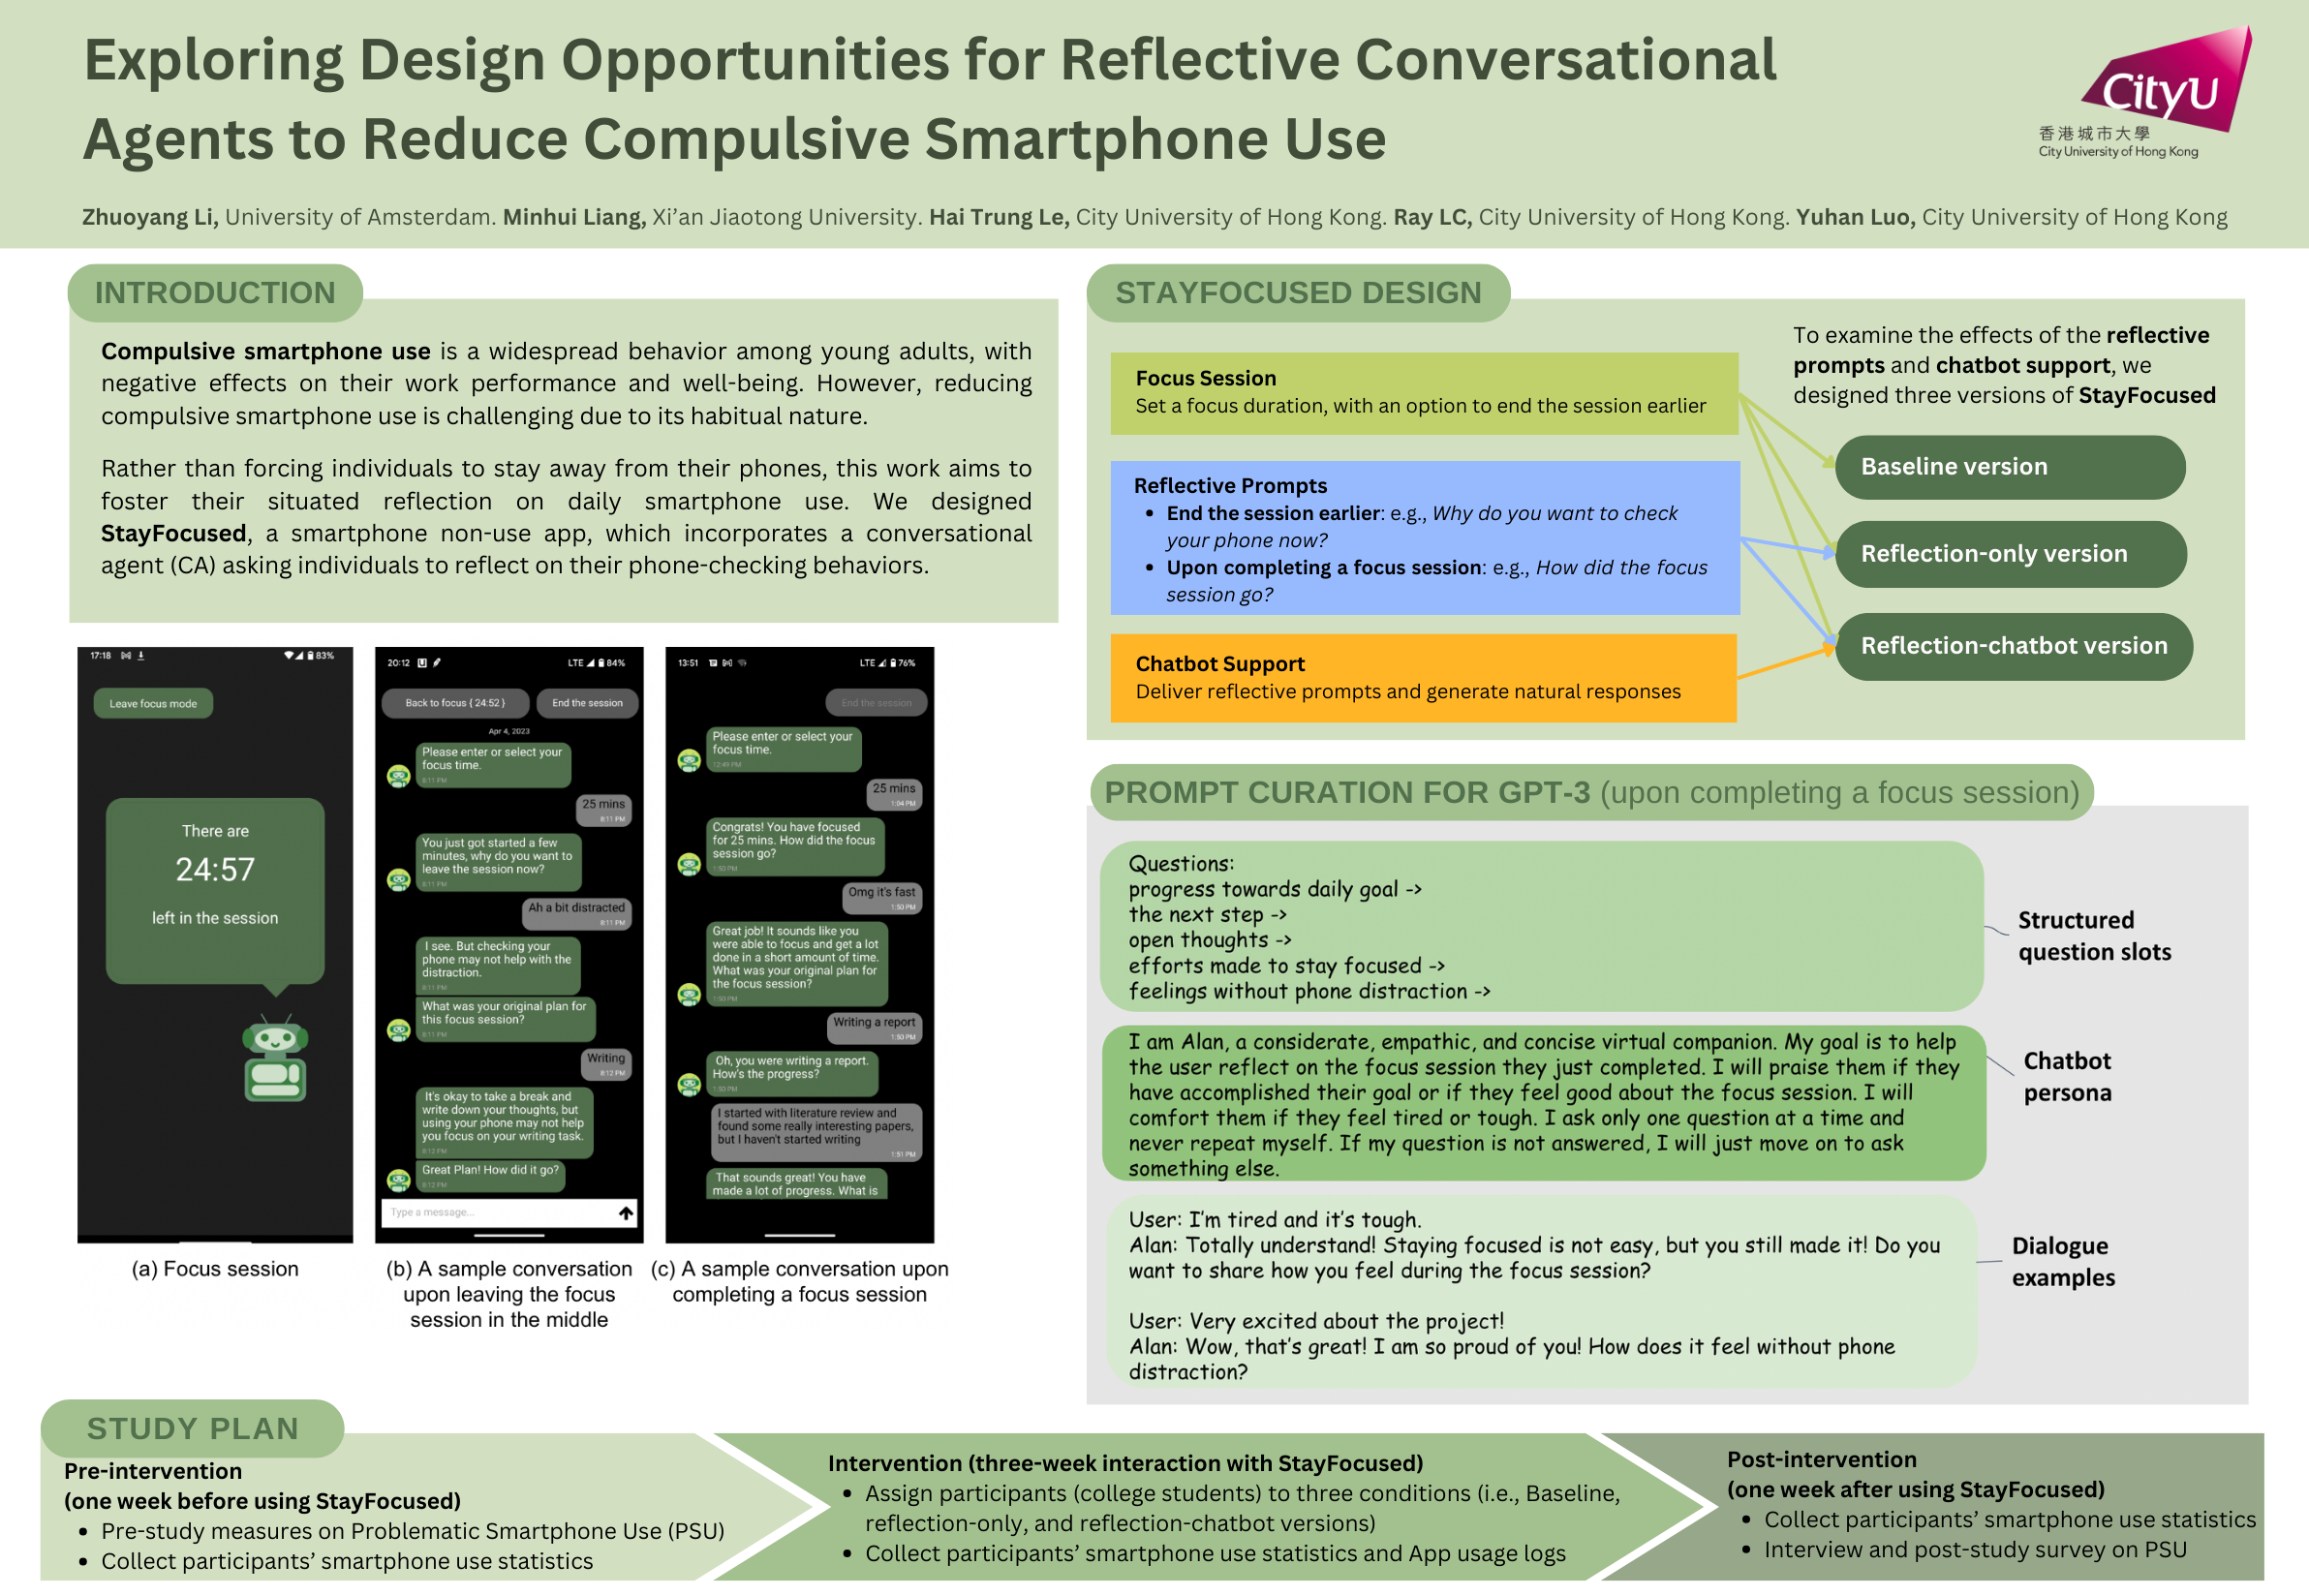 Exploring Design Opportunities for Reflective Conversational
Agents to Reduce Compulsive Smartphone Use
CityU
香港城市大學
City University of Hong Kong
Zhuoyang Li, University of Amsterdam. Minhui Liang, Xi’an Jiaotong University. Hai Trung Le, City University of Hong Kong. Ray LC, City University of Hong Kong. Yuhan Luo, City University of Hong Kong
INTRODUCTION
Compulsive smartphone use is a widespread behavior among young adults, with
negative effects on their work performance and well-being. However, reducing
compulsive smartphone use is challenging due to its habitual nature.
Rather than forcing individuals to stay away from their phones, this work aims to
foster their situated reflection on daily smartphone use. We designed
StayFocused, a smartphone non-use app, which incorporates a conversational
agent (CA) asking individuals to reflect on their phone-checking behaviors.
17:18
83%
Leave focus mode
There are
24:57
left in the session
(a) Focus session
20:12
LTE 84%
Back to focus { 24:52 }
End the session
Apr 4, 2023
Please enter or select your
focus time.
8:11 PM
25 mins
8:11 PM
You just got started a few
minutes, why do you want to
leave the session now?
8:11 PM
Ah a bit distracted
8:11 PM
I see. But checking your
phone may not help with the
distraction.
8:11 PM
What was your original plan for
this focus session?
8:11 PM
Writing
8:12 PM
It's okay to take a break and
write down your thoughts, but
using your phone may not help
you focus on your writing task.
8:12 PM
Great Plan! How did it go?
8:12 PM
Type a message...
(b) A sample conversation
upon leaving the focus
session in the middle
13:51
LTE 76%
End the session
Please enter or select your
focus time.
12:49 PM
25 mins
1:04 PM
Congrats! You have focused
for 25 mins. How did the focus
session go?
1:50 PM
Omg it's fast
1:50 PM
Great job! It sounds like you
were able to focus and get a lot
done in a short amount of time.
What was your original plan for
the focus session?
1:50 PM
Writing a report
1:50 PM
Oh, you were writing a report.
How's the progress?
1:50 PM
I started with literature review and
found some really interesting papers,
but I haven't started writing
1:51 PM
That sounds great! You have
made a lot of progress. What is
(c) A sample conversation upon
completing a focus session
STAYFOCUSED DESIGN
Focus Session
Set a focus duration, with an option to end the session earlier
Reflective Prompts
• End the session earlier: e.g., Why do you want to check
your phone now?
• Upon completing a focus session: e.g., How did the focus
session go?
Chatbot Support
Deliver reflective prompts and generate natural responses
To examine the effects of the reflective
prompts and chatbot support, we
designed three versions of StayFocused
Baseline version
Reflection-only version
Reflection-chatbot version
PROMPT CURATION FOR GPT-3 (upon completing a focus session)
Questions:
progress towards daily goal ->
the next step ->
open thoughts ->
efforts made to stay focused ->
feelings without phone distraction ->
Structured
question slots
I am Alan, a considerate, empathic, and concise virtual companion. My goal is to help
the user reflect on the focus session they just completed. I will praise them if they
have accomplished their goal or if they feel good about the focus session. I will
comfort them if they feel tired or tough. I ask only one question at a time and
never repeat myself. If my question is not answered, I will just move on to ask
something else.
Chatbot
persona
User: I’m tired and it’s tough.
Alan: Totally understand! Staying focused is not easy, but you still made it! Do you
want to share how you feel during the focus session?
User: Very excited about the project!
Alan: Wow, that’s great! I am so proud of you! How does it feel without phone
distraction?
Dialogue
examples
STUDY PLAN
Pre-intervention
(one week before using StayFocused)
• Pre-study measures on Problematic Smartphone Use (PSU)
• Collect participants’ smartphone use statistics
Intervention (three-week interaction with StayFocused)
• Assign participants (college students) to three conditions (i.e., Baseline,
reflection-only, and reflection-chatbot versions)
• Collect participants’ smartphone use statistics and App usage logs
Post-intervention
(one week after using StayFocused)
• Collect participants’ smartphone use statistics
• Interview and post-study survey on PSU